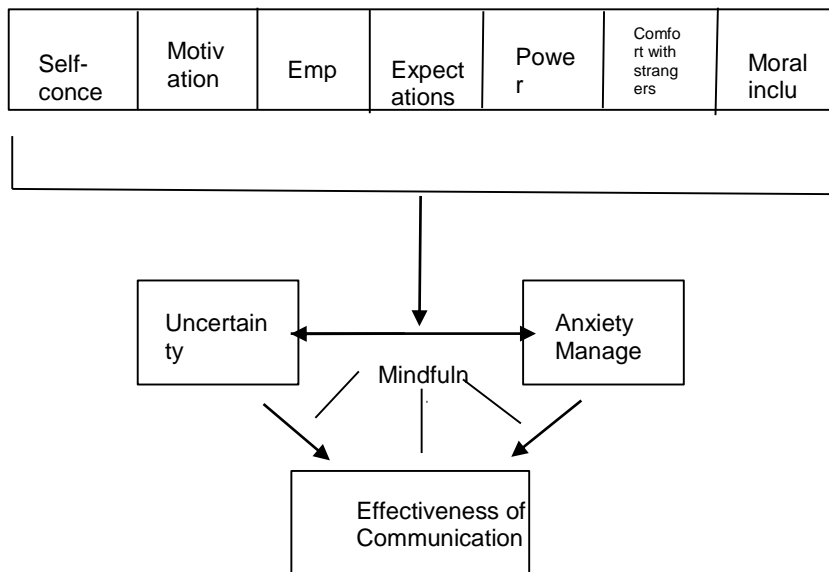 Self-
conce
Motiv
ation
Emp
Expect
ations
Powe
r
Comfo
rt with
strang
ers
Moral
inclu
Uncertain
ty
Anxiety
Manage
Mindfuln
Effectiveness of
Communication